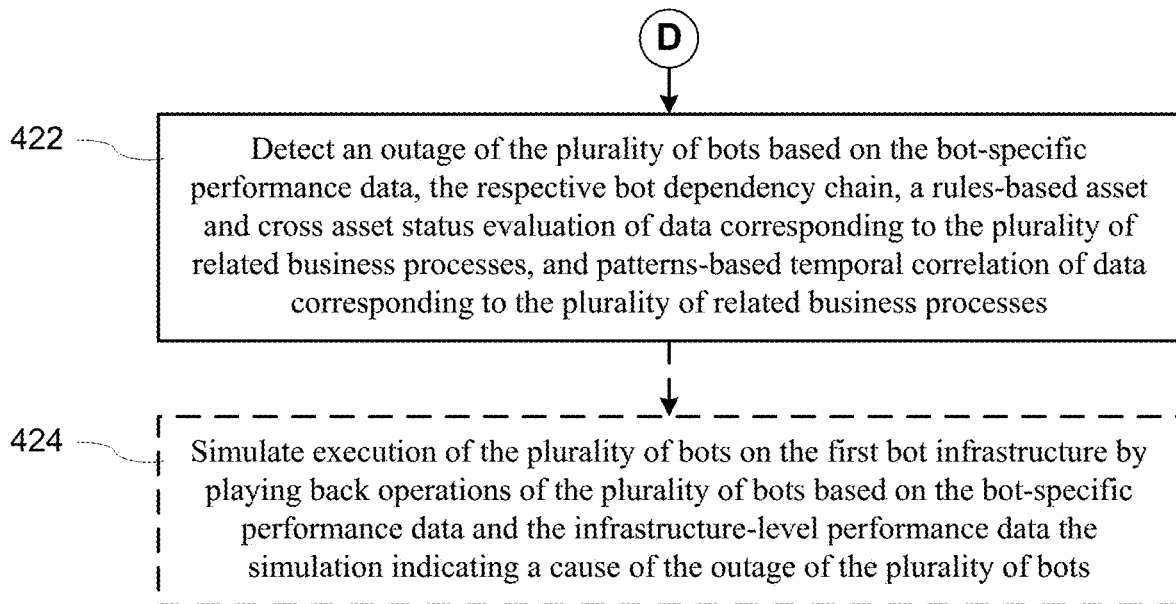 D
422
Detect an outage of the plurality of bots based on the bot-specific
performance data, the respective bot dependency chain, a rules-based asset
and cross asset status evaluation of data corresponding to the plurality of
related business processes, and patterns-based temporal correlation of data
corresponding to the plurality of related business processes
424
Simulate execution of the plurality of bots on the first bot infrastructure by
playing back operations of the plurality of bots based on the bot-specific
performance data and the infrastructure-level performance data the
simulation indicating a cause of the outage of the plurality of bots